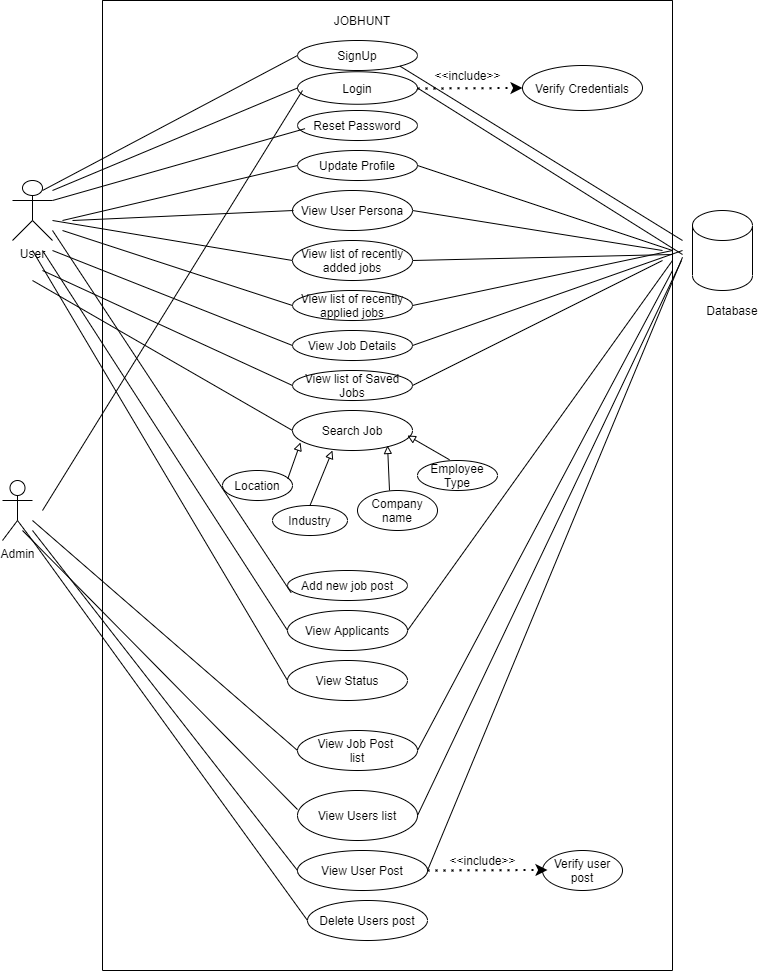 JOBHUNT
SignUp
<<include>>
Login
Verify Credentials
Reset Password
Update Profile
View User Persona
User
View list of recently
added jobs
View list of recently
applied jobs
Database
View Job Details
View list of Saved
Jobs
Search Job
Location
Employee
Type
Industry
Company
name
Admin
Add new job post
View Applicants
View Status
View Job Post
list
View Users list
View User Post
<<include>>
Verify user
post
Delete Users post